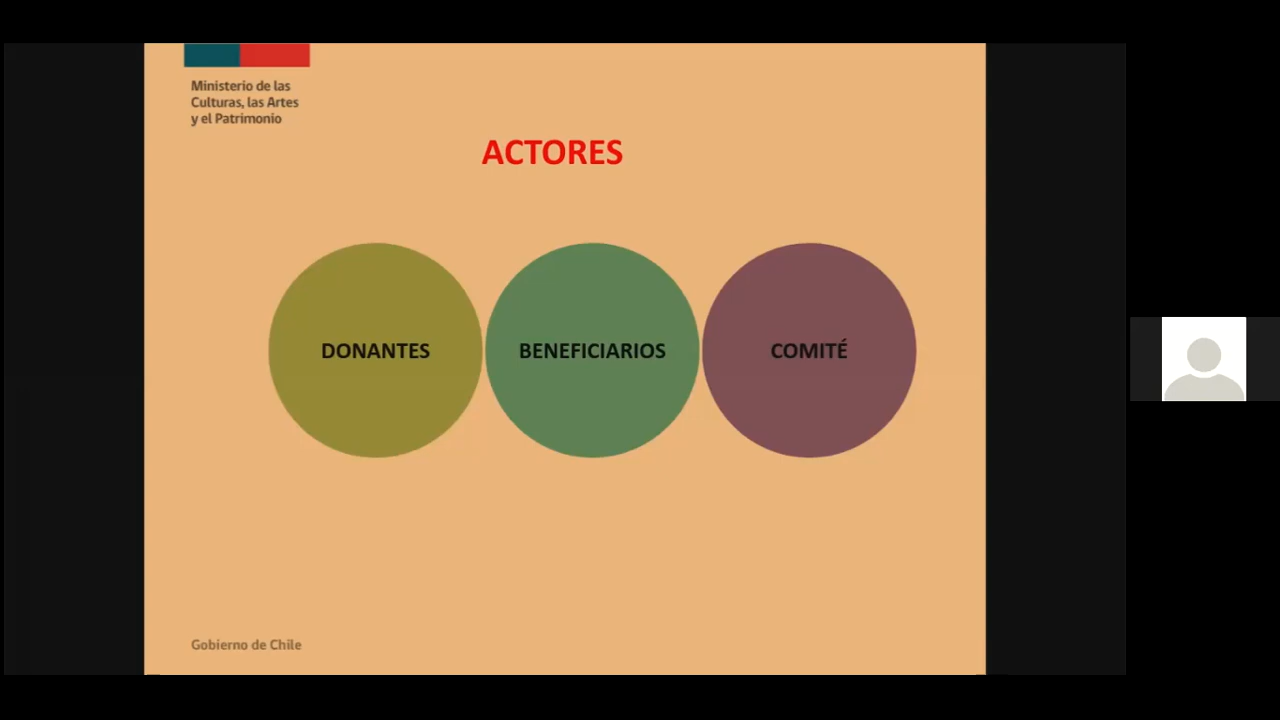 Ministerio de las
Culturas, las Artes
y el Patrimonio
ACTORES
DONANTES
BENEFICIARIOS
COMITÉ
Gobierno de Chile